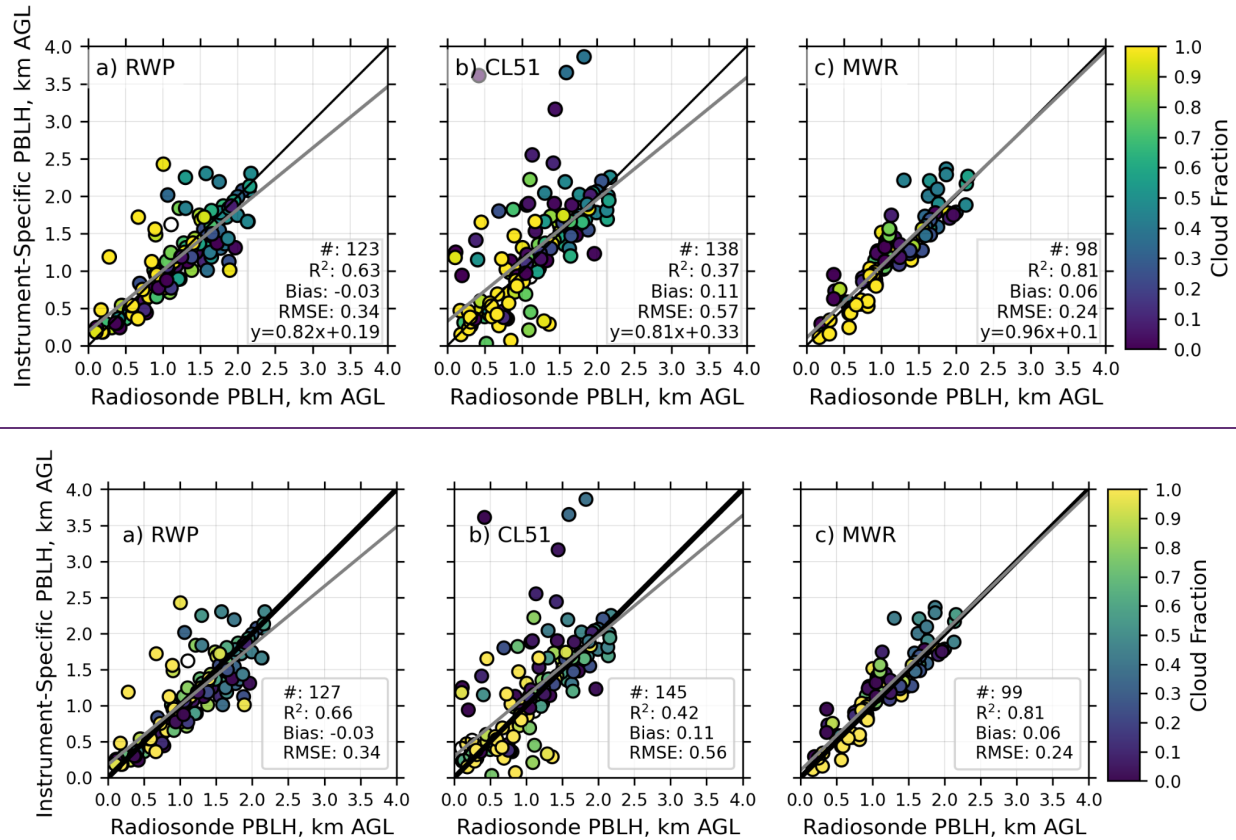 Instrument-Specific PBLH, km AGL
a) RWP
4.0
3.5
3.0
2.5
2.0
1.5
1.0
0.5
0.0
#: 123
R²: 0.63
Bias: -0.03
RMSE: 0.34
y=0.82x+0.19
0.0 0.5 1.0 1.5 2.0 2.5 3.0 3.5 4.0
Radiosonde PBLH, km AGL
b) CL51
#: 138
R²: 0.37
Bias: 0.11
RMSE: 0.57
y=0.81x+0.33
0.0 0.5 1.0 1.5 2.0 2.5 3.0 3.5 4.0
Radiosonde PBLH, km AGL
c) MWR
#: 98
R²: 0.81
Bias: 0.06
RMSE: 0.24
y=0.96x+0.1
0.0 0.5 1.0 1.5 2.0 2.5 3.0 3.5 4.0
Radiosonde PBLH, km AGL
1.0
0.9
0.8
0.7
0.6
0.5
0.4
0.3
0.2
0.1
0.0
Cloud Fraction
Instrument-Specific PBLH, km AGL
a) RWP
4.0
3.5
3.0
2.5
2.0
1.5
1.0
0.5
0.0
#: 127
R²: 0.66
Bias: -0.03
RMSE: 0.34
0.0 0.5 1.0 1.5 2.0 2.5 3.0 3.5 4.0
Radiosonde PBLH, km AGL
b) CL51
#: 145
R²: 0.42
Bias: 0.11
RMSE: 0.56
0.0 0.5 1.0 1.5 2.0 2.5 3.0 3.5 4.0
Radiosonde PBLH, km AGL
c) MWR
#: 99
R²: 0.81
Bias: 0.06
RMSE: 0.24
0.0 0.5 1.0 1.5 2.0 2.5 3.0 3.5 4.0
Radiosonde PBLH, km AGL
1.0
0.9
0.8
0.7
0.6
0.5
0.4
0.3
0.2
0.1
0.0
Cloud Fraction